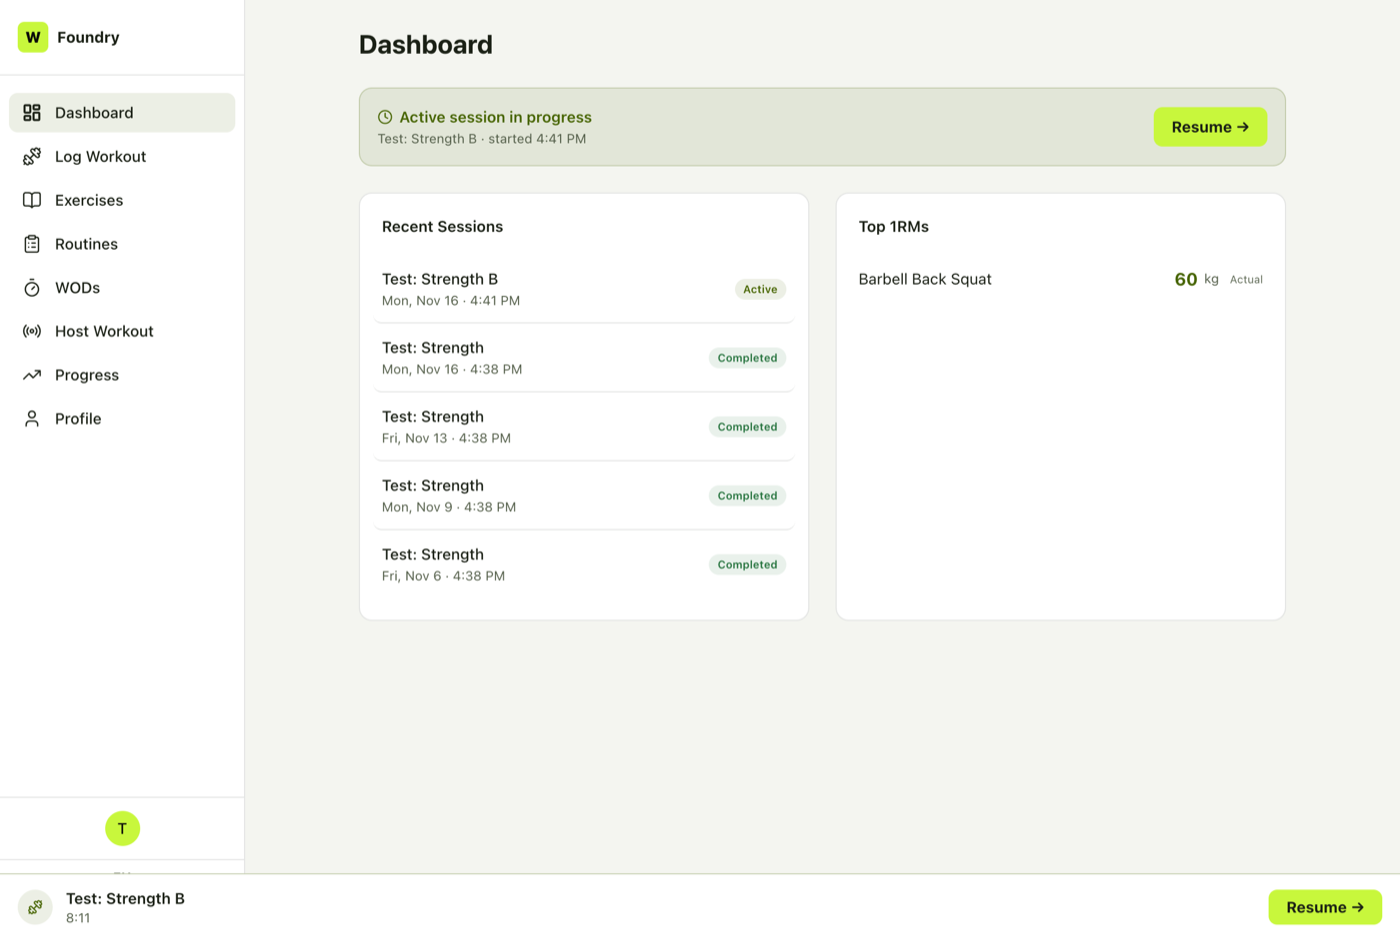 W Foundry
Dashboard
Log Workout
Exercises
Routines
WODs
Host Workout
Progress
Profile
T
Dashboard
Active session in progress
Test: Strength B · started 4:41 PM
Resume →
Recent Sessions
Test: Strength B
Mon, Nov 16 · 4:41 PM
Active
Test: Strength
Mon, Nov 16 · 4:38 PM
Completed
Test: Strength
Fri, Nov 13 · 4:38 PM
Completed
Test: Strength
Mon, Nov 9 · 4:38 PM
Completed
Test: Strength
Fri, Nov 6 · 4:38 PM
Completed
Top 1RMs
Barbell Back Squat
60 kg Actual
Test: Strength B
8:11
Resume →